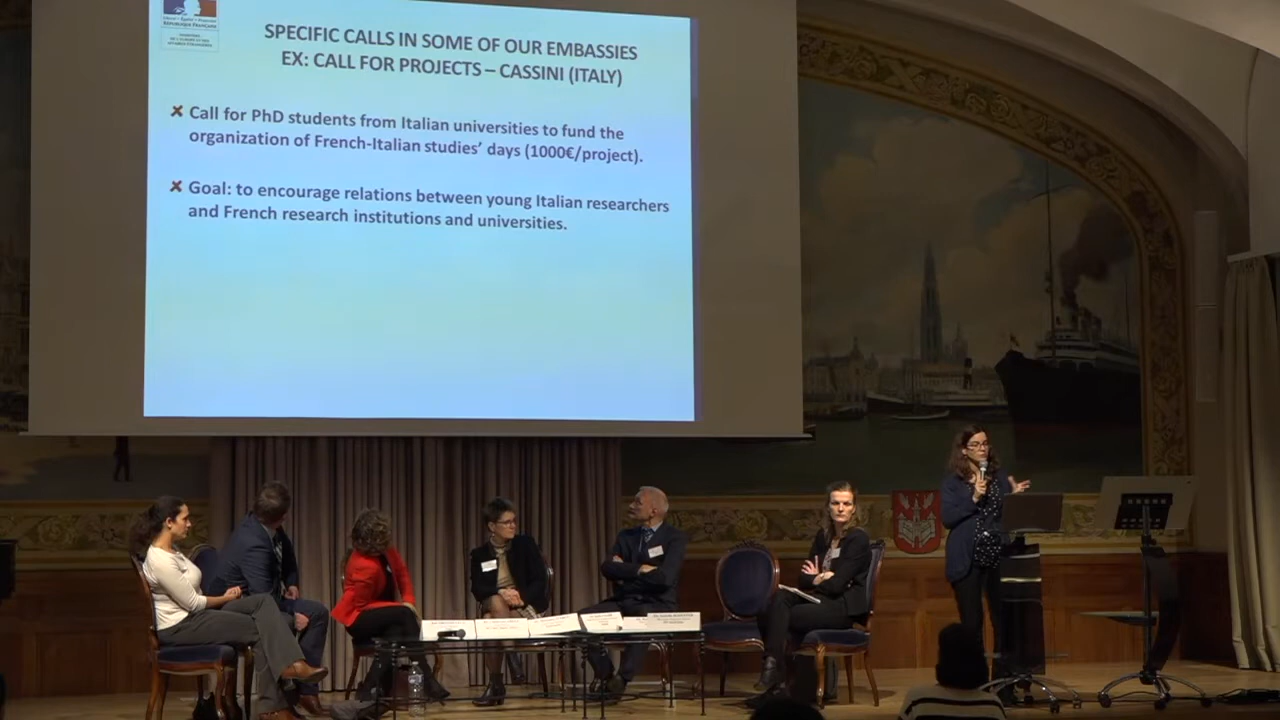 RÉPUBLIQUE FRANÇAISE
SPECIFIC CALLS IN SOME OF OUR EMBASSIES
EX: CALL FOR PROJECTS – CASSINI (ITALY)
✘ Call for PhD students from Italian universities to fund the
organization of French-Italian studies’ days (1000€/project).
✘ Goal: to encourage relations between young Italian researchers
and French research institutions and universities.